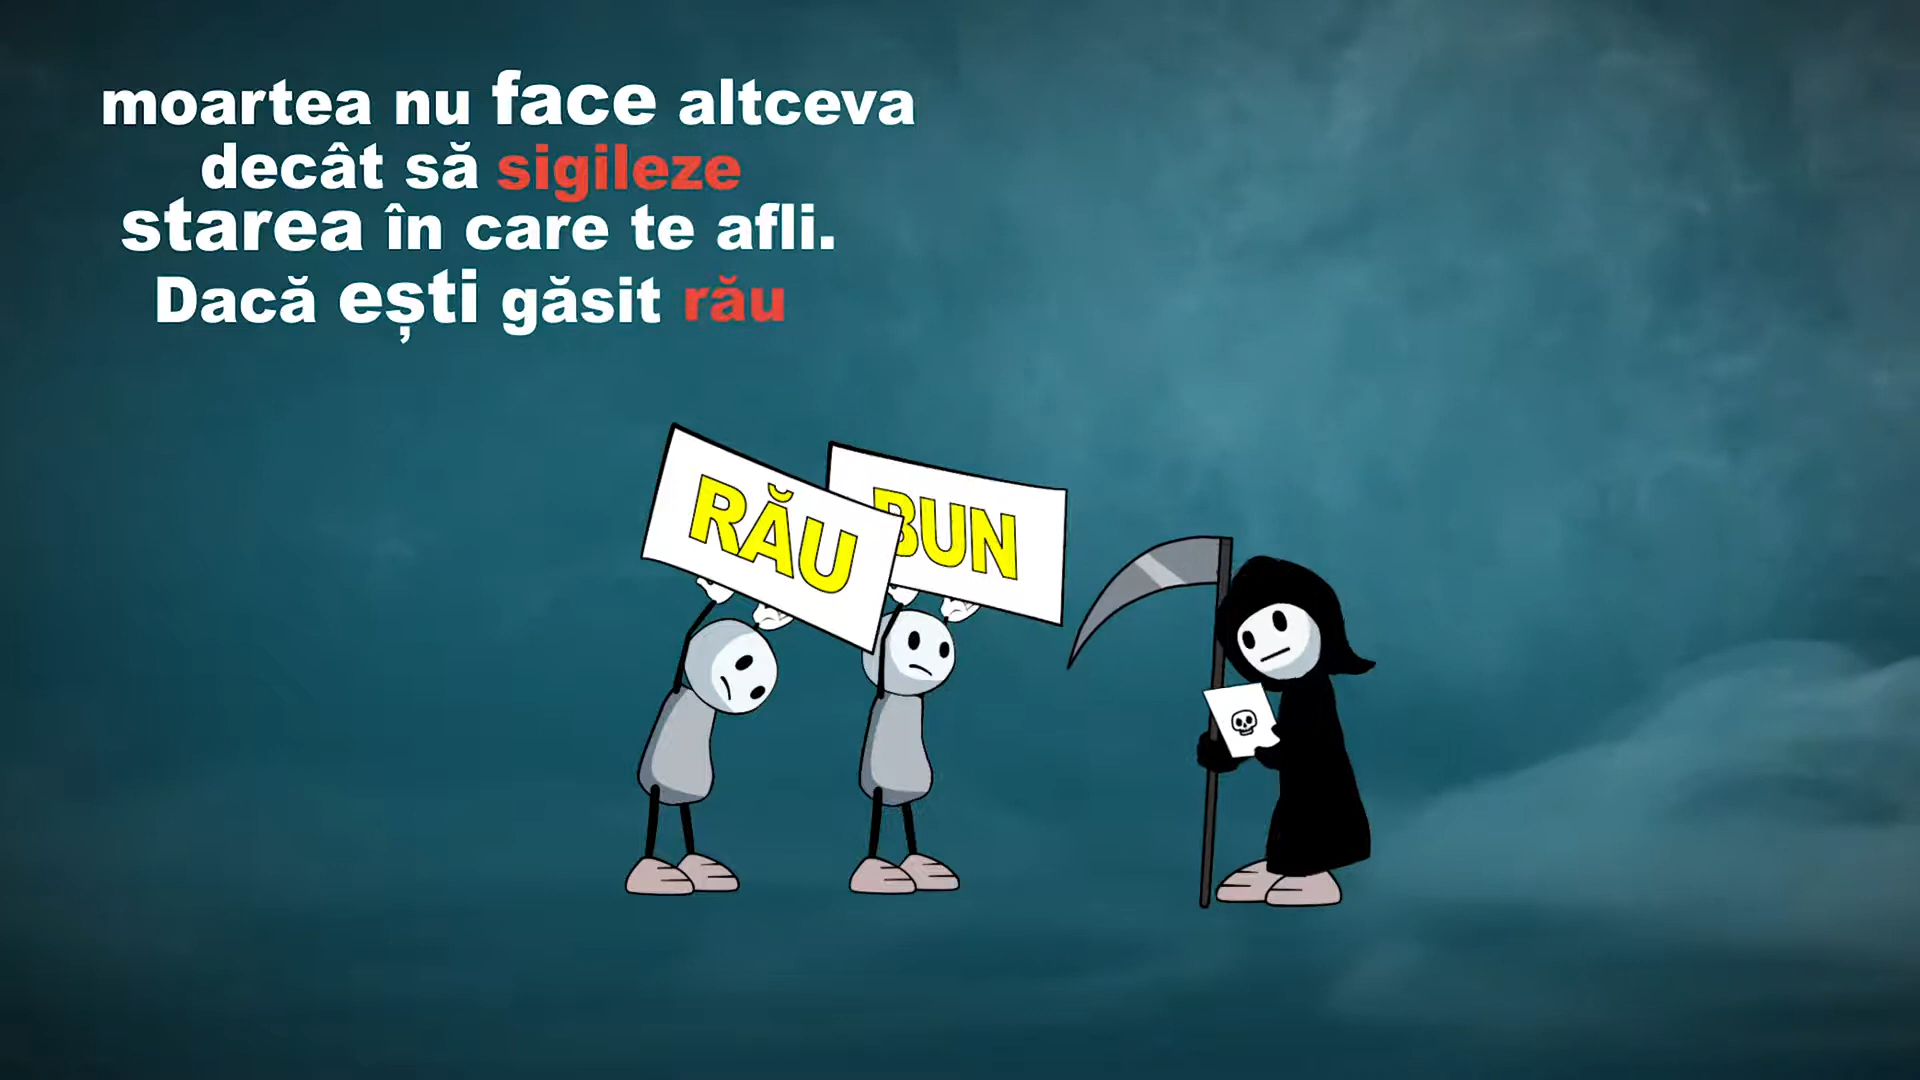 moartea nu face altceva
decât să sigileze
starea în care te afli.
Dacă ești găsit rău
RĂU
BUN